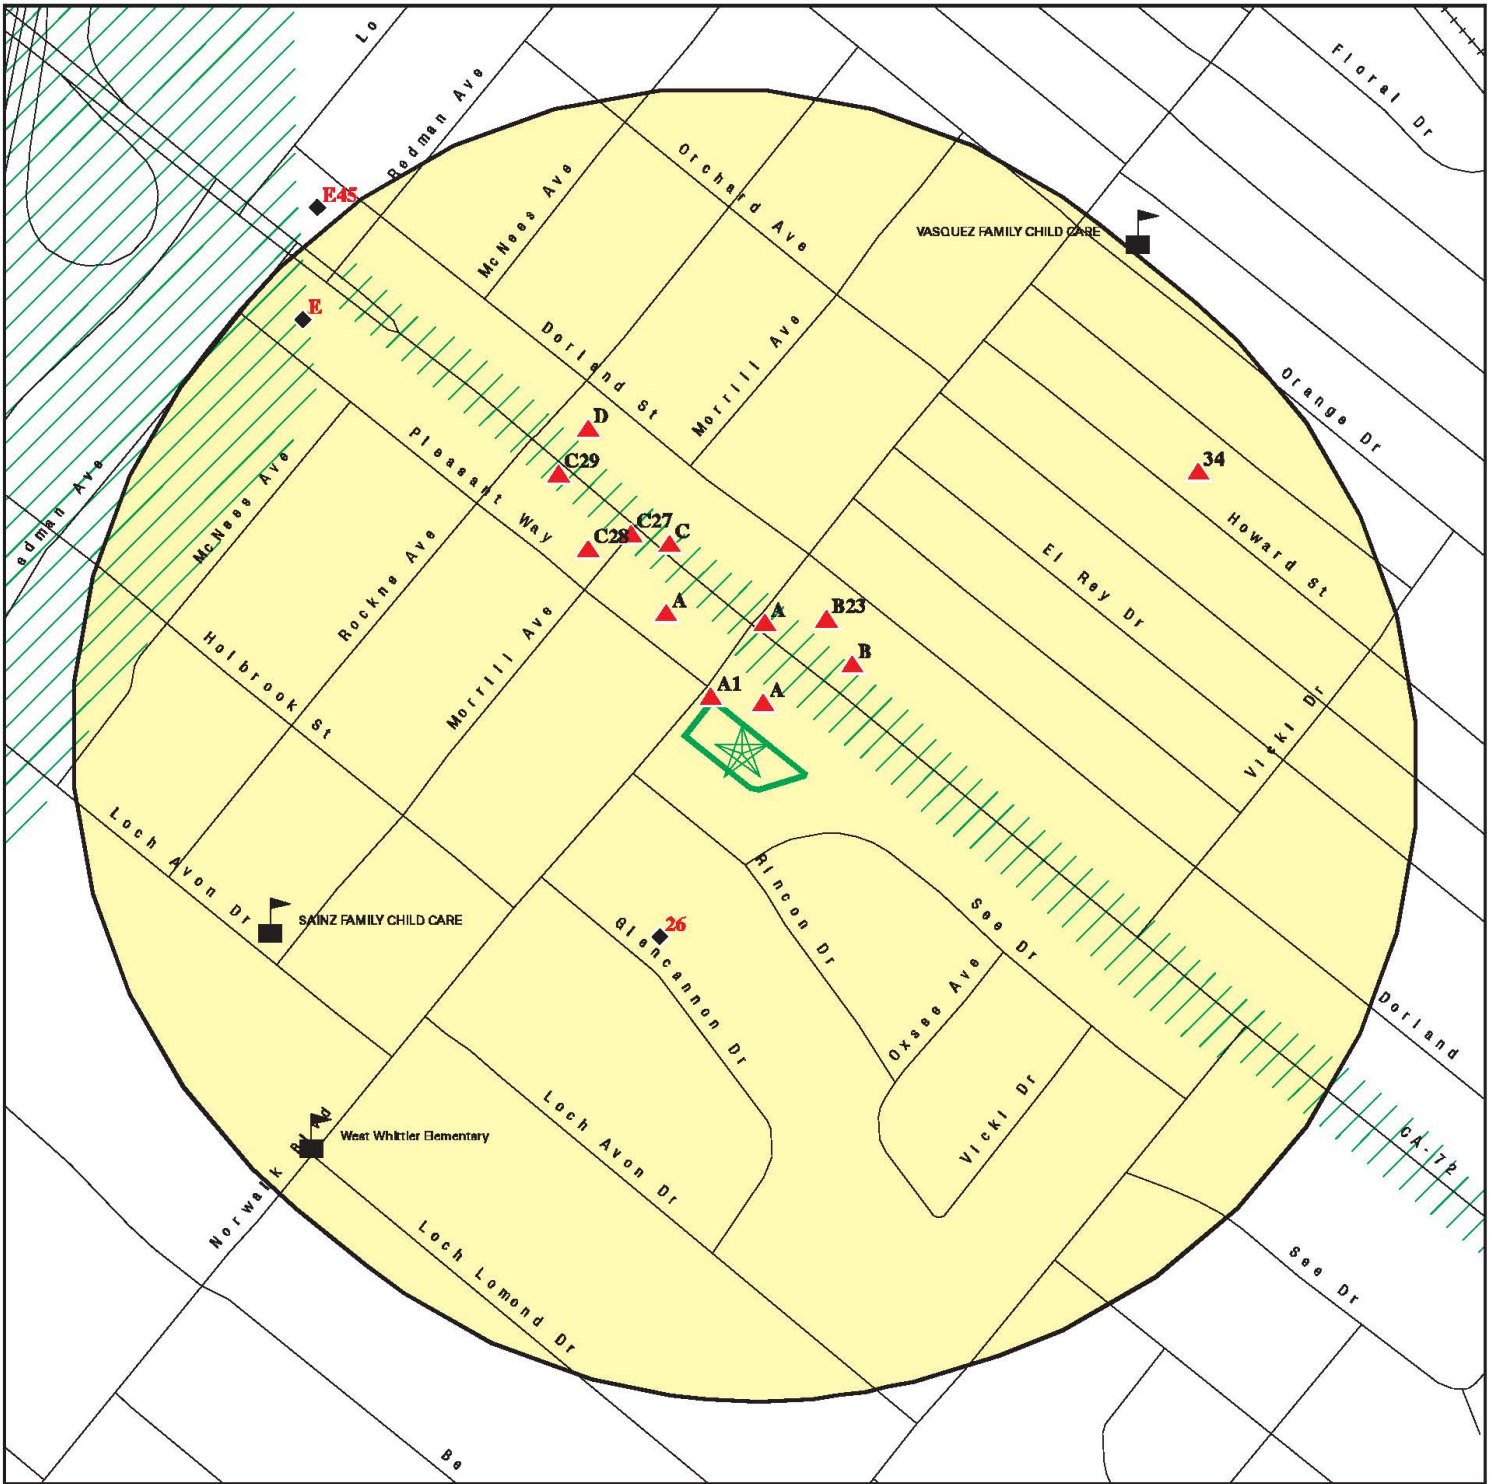 Lo
Floral Dr
Redman Ave
Orchard Ave
McNees Ave
E45
VASQUEZ FAMILY CHILD CARE
E
Dorland St
Morrill Ave
Orange Dr
D
C29
34
Pleasant Way
McNees Ave
edman Ave
C27
C
C28
Howard St
El Rey Dr
Rockne Ave
A
A
B23
B
Holbrook St
Morrill Ave
A1
A
Vicki Dr
Loch Avon Dr
Rincon Dr
SAINZ FAMILY CHILD CARE
26
Glencannon Dr
See Dr
Oxsee Ave
Dorland
Vicki Dr
Loch Avon Dr
CA-72
West Whittier Elementary
Norwalk Blvd
Loch Lomond Dr
See Dr
Be